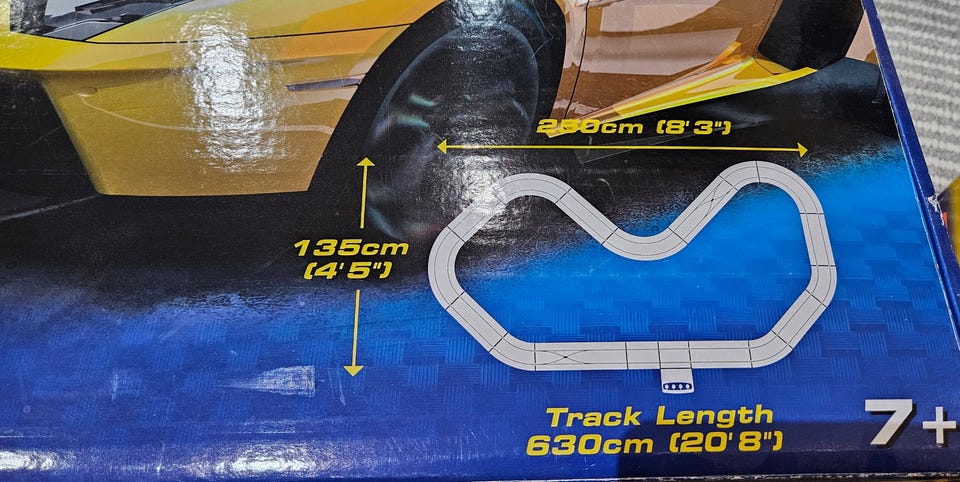 250cm (8'3")
135cm
(4'5")
Track Length
630cm (20'8")
7+